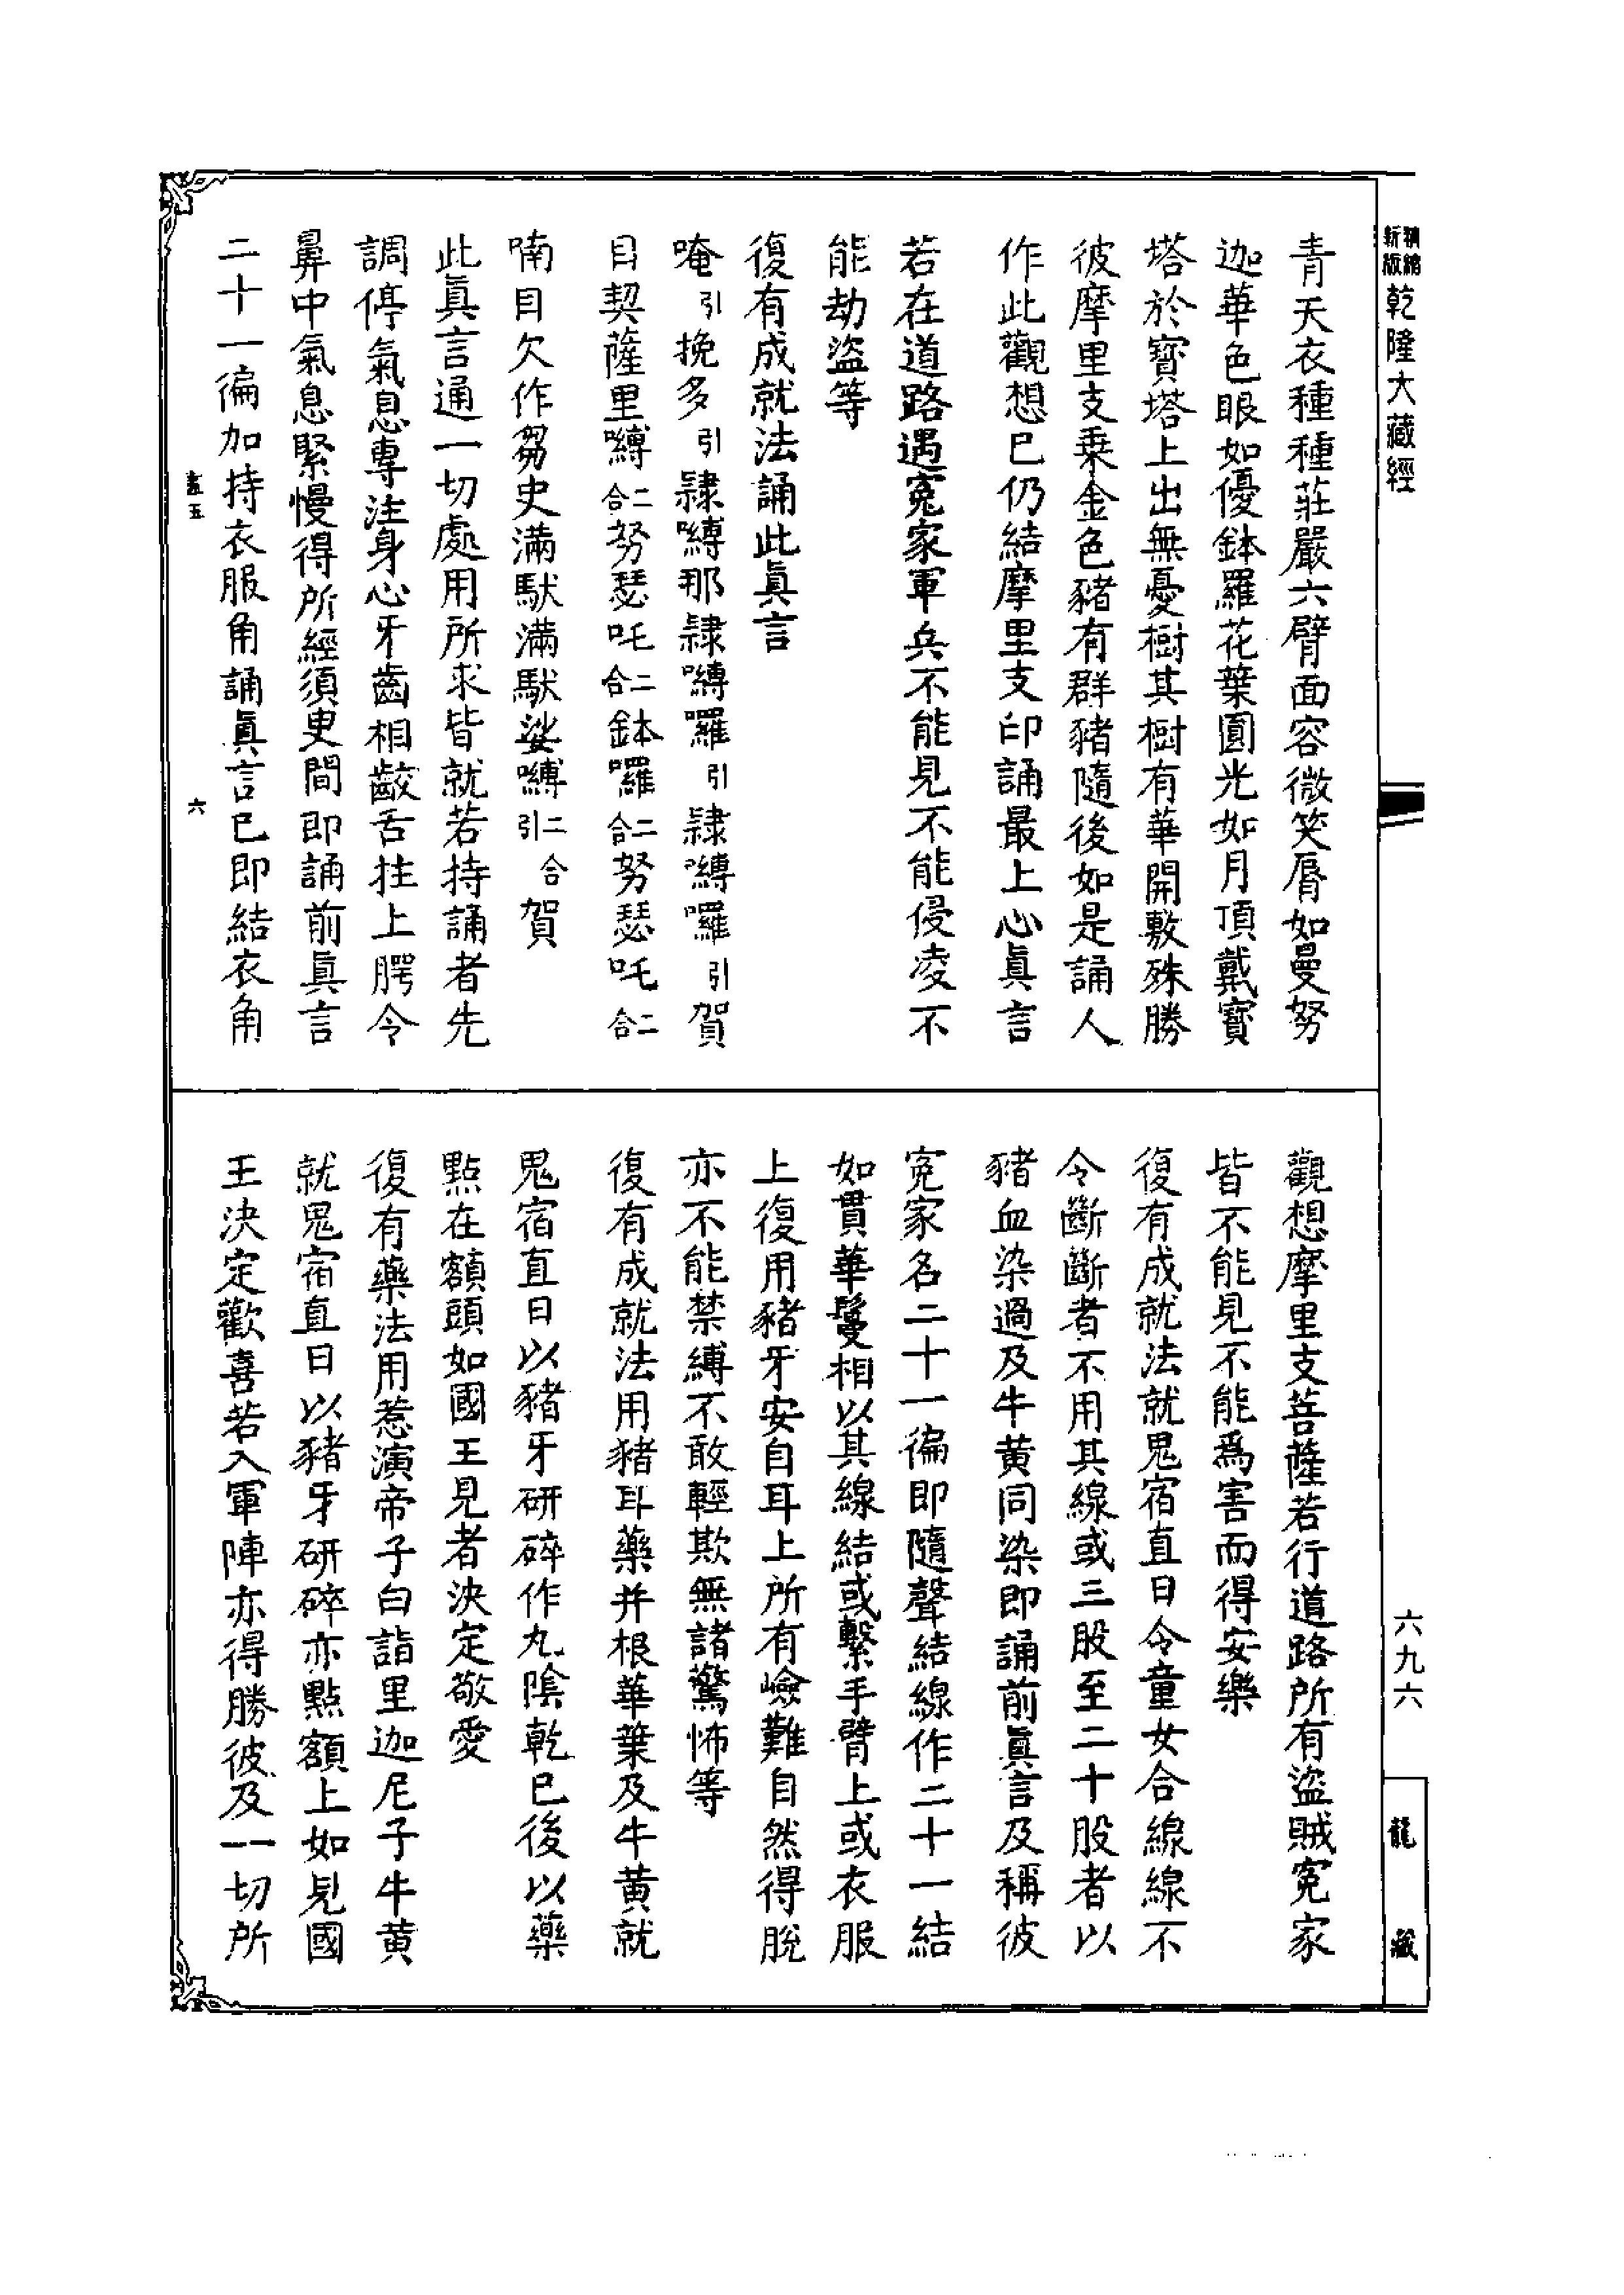 精縮新版 乾隆大藏經
六九六
龍藏
青天衣種種莊嚴六臂面容微笑脣如曼努
迦華色眼如優鉢羅花葉圓光如月頂戴寳
塔於寳塔上出無憂樹其樹有華開敷殊勝
彼摩里支乗金色豬有群豬隨後如是誦人
作此觀想已仍結摩里支印誦最上心眞言
若在道路遇寃家軍兵不能見不能侵凌不
能劫盜等
復有成就法誦此眞言
唵引挽多引隷嚩那隷嚩囉引隷嚩囉引賀
目契薩里嚩二合努瑟吒二合鉢囉二合努瑟吒二合
喃目欠作芻史滿馱滿馱娑嚩二合引賀
此眞言通一切處用所求皆就若持誦者先
調停氣息專注身心牙齒相齩舌拄上腭令
鼻中氣息緊慢得所經須臾間即誦前眞言
二十一徧加持衣服角誦眞言已即結衣角
六
觀想摩里支菩薩若行道路所有盜賊寃家
皆不能見不能爲害而得安樂
復有成就法就鬼宿直日令童女合線線不
令斷斷者不用其線或三股至二十股者以
豬血染過及牛黄同染即誦前眞言及稱彼
寃家名二十一徧即隨聲結線作二十一結
如貫華鬘相以其線結或繫手臂上或衣服
上復用豬牙安自耳上所有嶮難自然得脫
亦不能禁縛不敢輕欺無諸驚怖等
復有成就法用豬耳藥并根華葉及牛黄就
鬼宿直日以豬牙研碎作丸陰乾已後以藥
點在額頭如國王見者決定敬愛
復有藥法用惹演帝子白詣里迦尼子牛黄
就鬼宿直日以豬牙研碎亦點額上如見國
王決定歡喜若入軍陣亦得勝彼及一切所